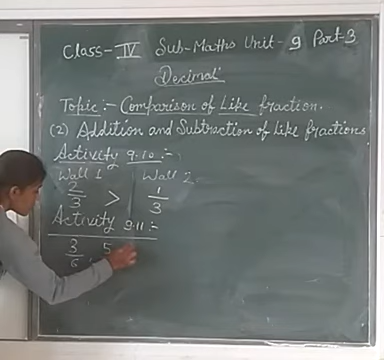 Class-IV Sub-Maths Unit-9 Part-3
Decimal
Topic:- Comparison of Like fraction.
(2) Addition and Subtraction of Like fractions
Activity 9.10:-
Wall 1 Wall 2
2/3 > 1/3
Activity 9.11:-
3/6 5